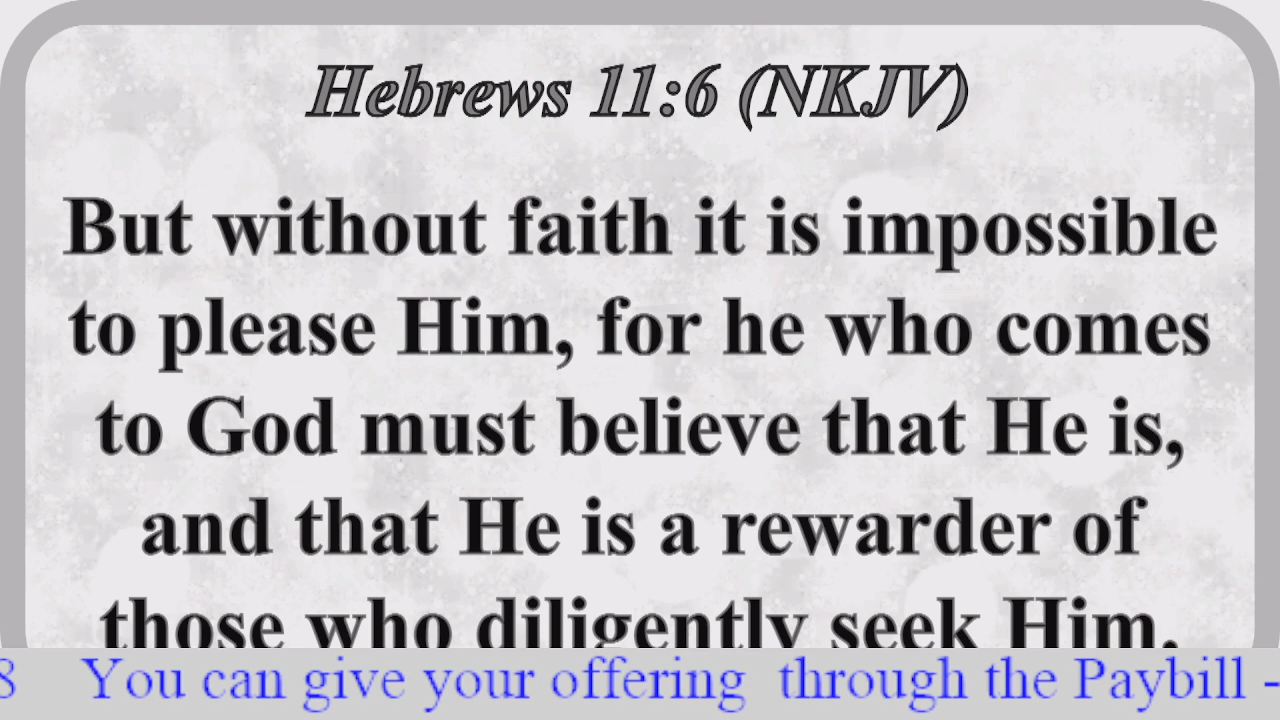 Hebrews 11:6 (NKJV)
But without faith it is impossible
to please Him, for he who comes
to God must believe that He is,
and that He is a rewarder of
those who diligently seek Him.
8 You can give your offering through the Paybill -